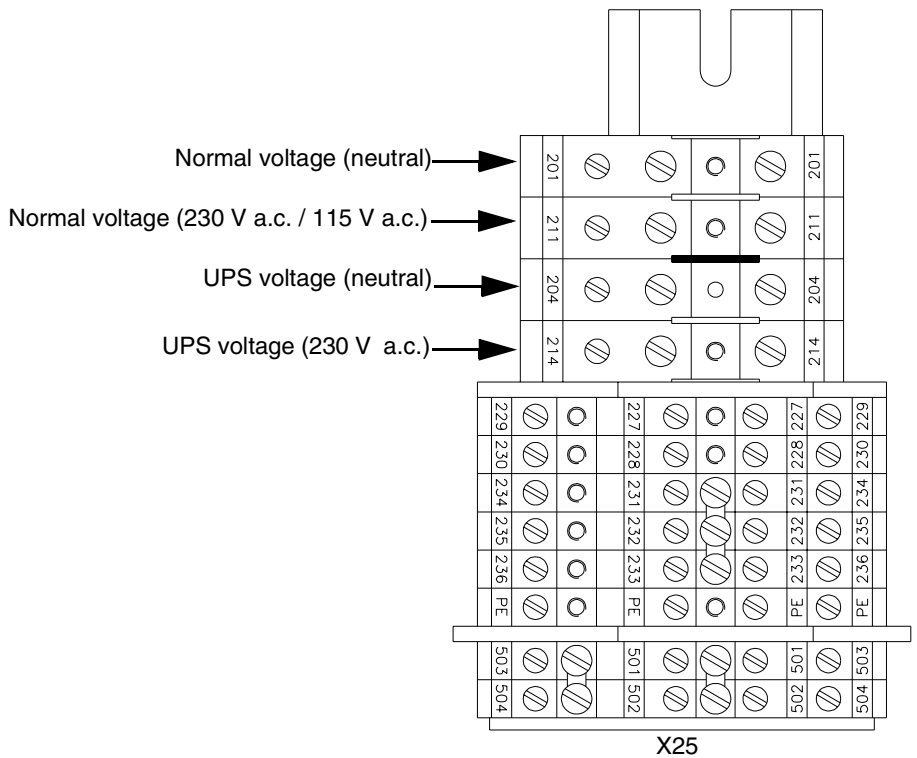 Normal voltage (neutral)
201 201
Normal voltage (230 V a.c. / 115 V a.c.)
211 211
UPS voltage (neutral)
204 204
UPS voltage (230 V a.c.)
214 214
229 227 227 229
230 228 228 230
234 231 231 234
235 232 232 235
236 233 233 236
PE PE PE PE
503 501 501 503
504 502 502 504
X25